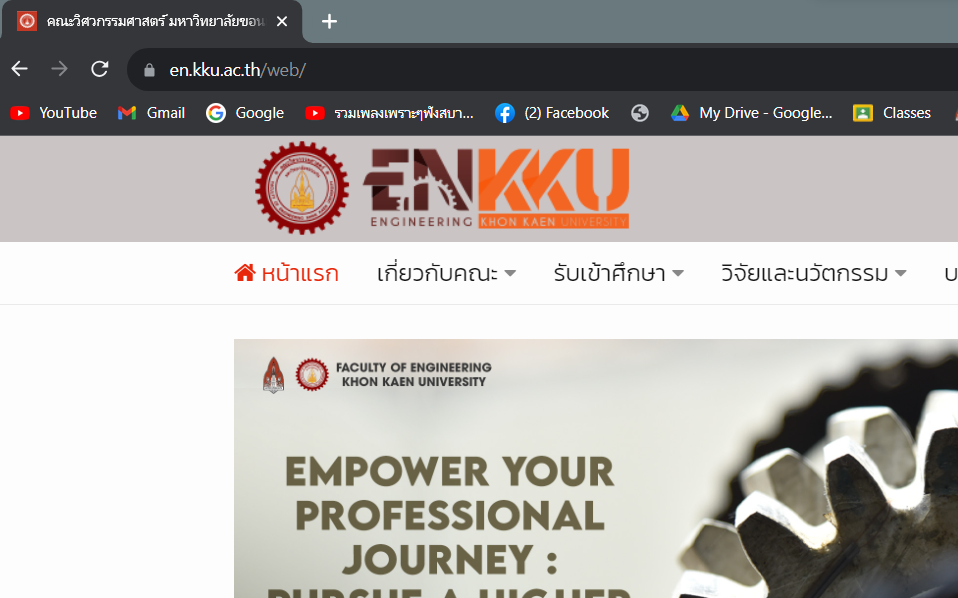 คณะวิศวกรรมศาสตร์ มหาวิทยาลัยขอน
en.kku.ac.th/web/
YouTube Gmail Google รวมเพลงเพราะๆฟังสบา... (2) Facebook My Drive - Google... Classes
ENKKU
ENGINEERING KHON KAEN UNIVERSITY
หน้าแรก เกี่ยวกับคณะ รับเข้าศึกษา วิจัยและนวัตกรรม บ
FACULTY OF ENGINEERING
KHON KAEN UNIVERSITY
EMPOWER YOUR
PROFESSIONAL
JOURNEY :
PURSUE A HIGHER